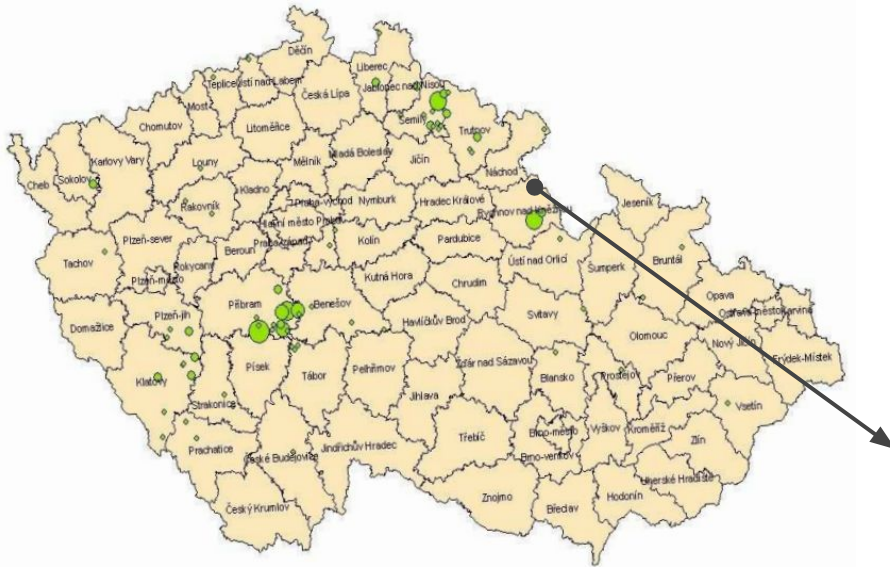 Děčín
Liberec
Teplice
Ústí nad Labem
Jablonec nad Nisou
Česká Lípa
Most
Semily
Chomutov
Litoměřice
Trutnov
Karlovy Vary
Mladá Boleslav
Jičín
Louny
Mělník
Náchod
Sokolov
Cheb
Kladno
Rakovník
Praha-východ
Nymburk
Hradec Králové
Rychnov nad Kněžnou
Jeseník
Hlavní město Praha
Plzeň-sever
Beroun
Praha-západ
Kolín
Pardubice
Tachov
Rokycany
Ústí nad Orlicí
Šumperk
Bruntál
Plzeň-město
Kutná Hora
Chrudim
Opava
Příbram
Benešov
Plzeň-jih
Svitavy
Ostrava-město
Karviná
Domažlice
Havlíčkův Brod
Olomouc
Nový Jičín
Frýdek-Místek
Písek
Tábor
Pelhřimov
Žďár nad Sázavou
Klatovy
Blansko
Prostějov
Přerov
Jihlava
Strakonice
Vsetín
Třebíč
Brno-město
Vyškov
Kroměříž
Prachatice
Jindřichův Hradec
Zlín
České Budějovice
Brno-venkov
Uherské Hradiště
Znojmo
Hodonín
Český Krumlov
Břeclav